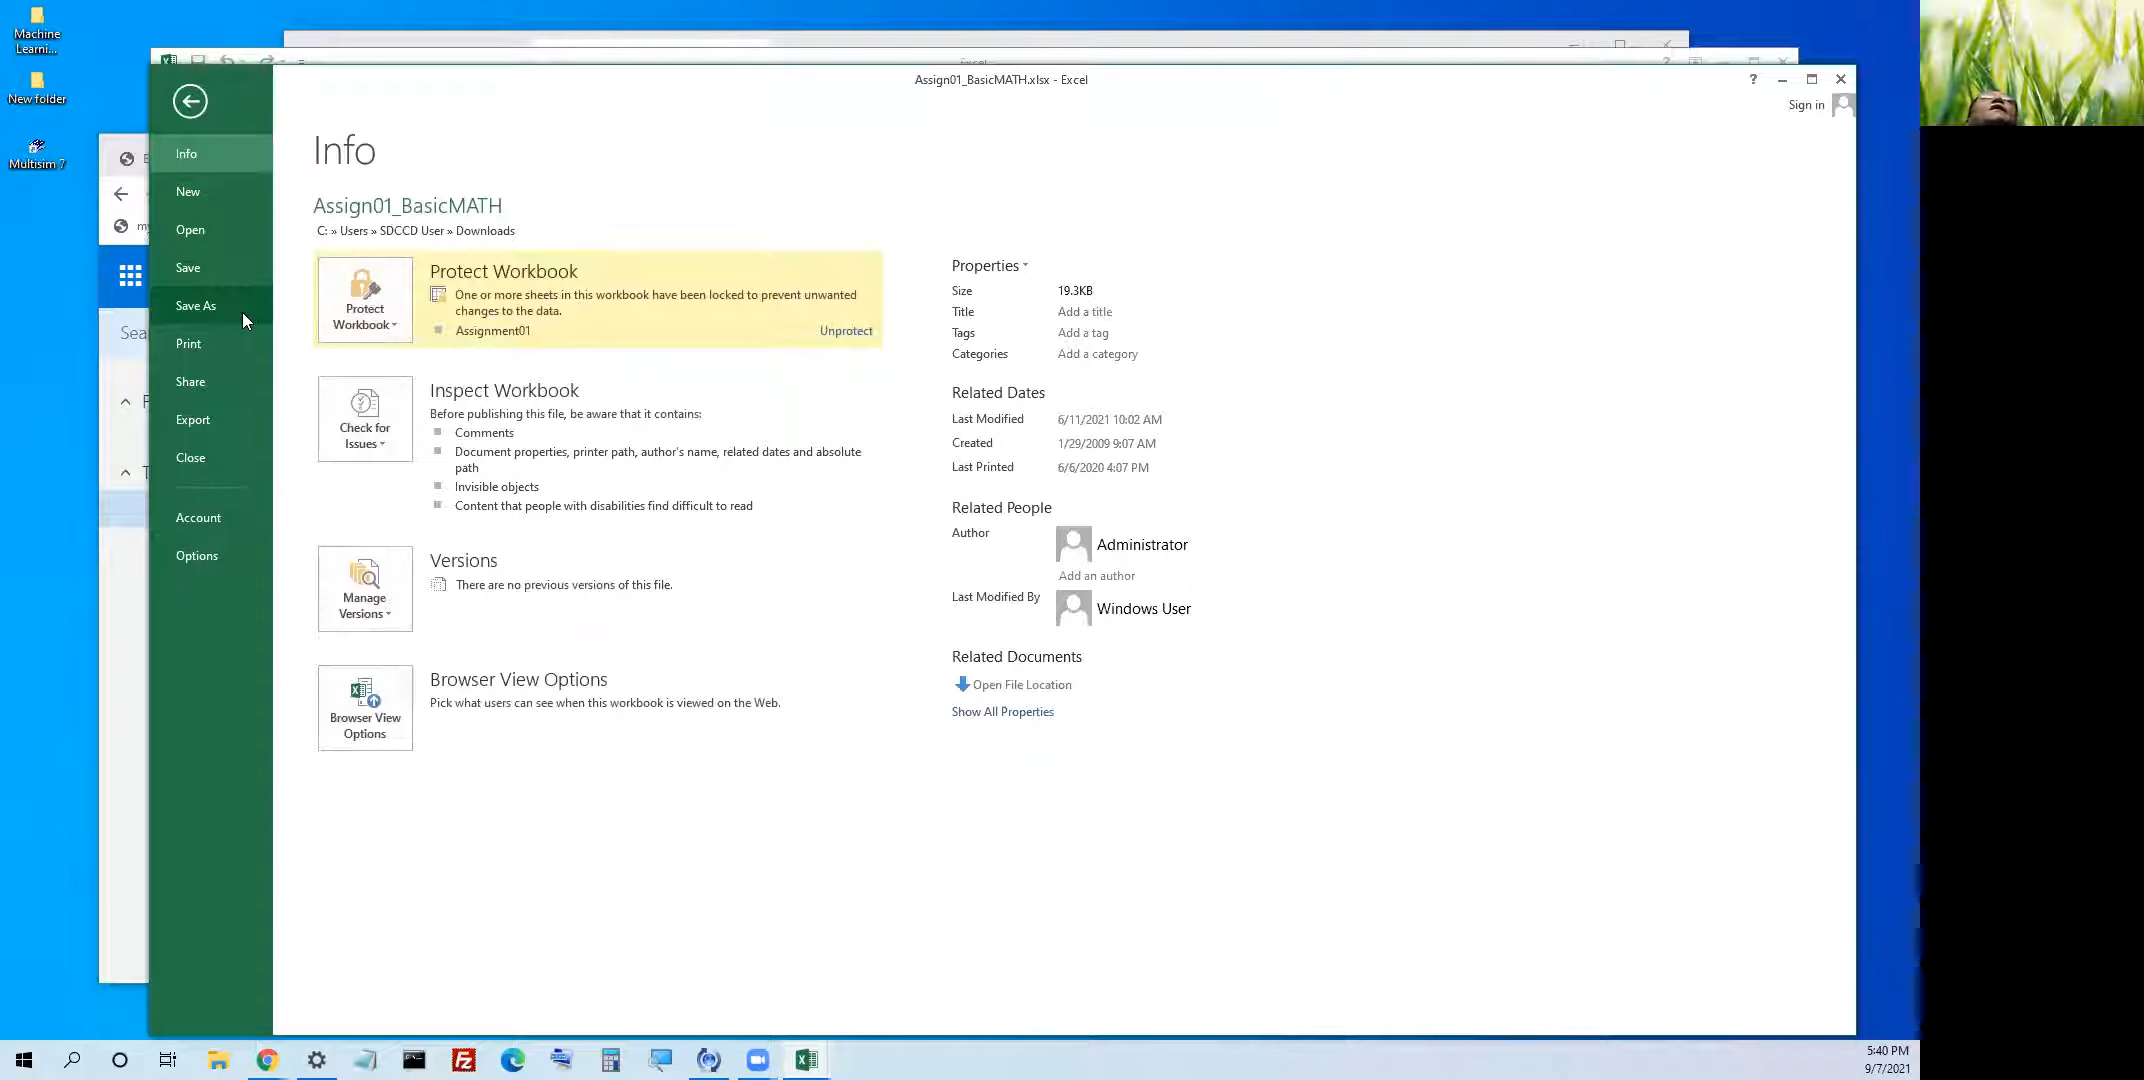 Machine
Learni...
New folder
Multisim 7
Excel
Assign01_BasicMATH.xlsx - Excel
Sign in
Info
New
Open
Save
Save As
Print
Share
Export
Close
Account
Options
Info
Assign01_BasicMATH
C: » Users » SDCCD User » Downloads
Protect
Workbook
Protect Workbook
One or more sheets in this workbook have been locked to prevent unwanted
changes to the data.
Assignment01
Unprotect
Check for
Issues
Inspect Workbook
Before publishing this file, be aware that it contains:
Comments
Document properties, printer path, author's name, related dates and absolute
path
Invisible objects
Content that people with disabilities find difficult to read
Manage
Versions
Versions
There are no previous versions of this file.
Browser View
Options
Browser View Options
Pick what users can see when this workbook is viewed on the Web.
Properties
Size 19.3KB
Title Add a title
Tags Add a tag
Categories Add a category
Related Dates
Last Modified 6/11/2021 10:02 AM
Created 1/29/2009 9:07 AM
Last Printed 6/6/2020 4:07 PM
Related People
Author Administrator
Add an author
Last Modified By Windows User
Related Documents
Open File Location
Show All Properties
5:40 PM
9/7/2021